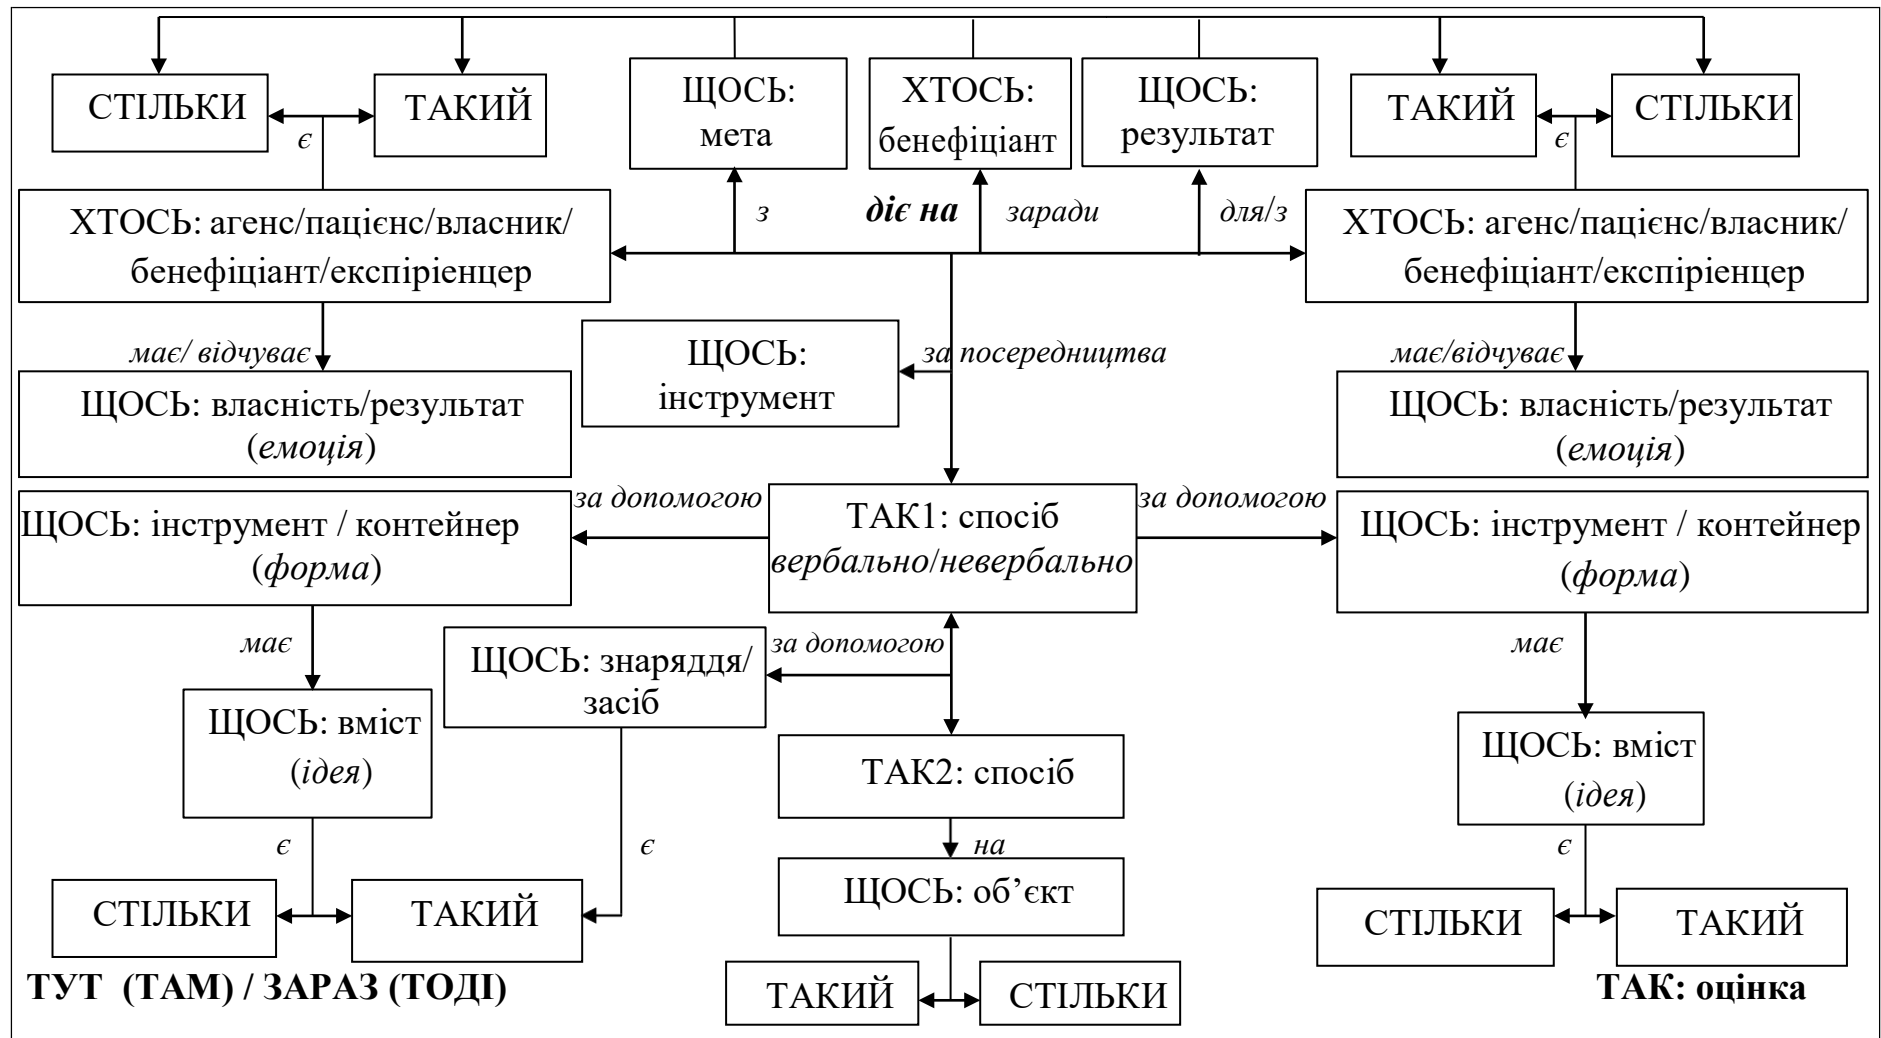 СТІЛЬКИ
ТАКИЙ
ЩОСЬ:
мета
ХТОСЬ:
бенефіціант
ЩОСЬ:
результат
ТАКИЙ
СТІЛЬКИ
є
є
ХТОСЬ: агенс/пацієнс/власник/
бенефіціант/експіріенцер
з
діє на
заради
для/з
ХТОСЬ: агенс/пацієнс/власник/
бенефіціант/експіріенцер
має/ відчуває
ЩОСЬ:
інструмент
за посередництва
має/відчуває
ЩОСЬ: власність/результат
(емоція)
ЩОСЬ: власність/результат
(емоція)
ЩОСЬ: інструмент / контейнер
(форма)
за допомогою
ТАК1: спосіб
вербально/невербально
за допомогою
ЩОСЬ: інструмент / контейнер
(форма)
має
ЩОСЬ: знаряддя/
засіб
за допомогою
має
ЩОСЬ: вміст
(ідея)
ТАК2: спосіб
ЩОСЬ: вміст
(ідея)
є
є
на
є
СТІЛЬКИ
ТАКИЙ
ЩОСЬ: об’єкт
СТІЛЬКИ
ТАКИЙ
ТУТ (ТАМ) / ЗАРАЗ (ТОДІ)
ТАКИЙ
СТІЛЬКИ
ТАК: оцінка